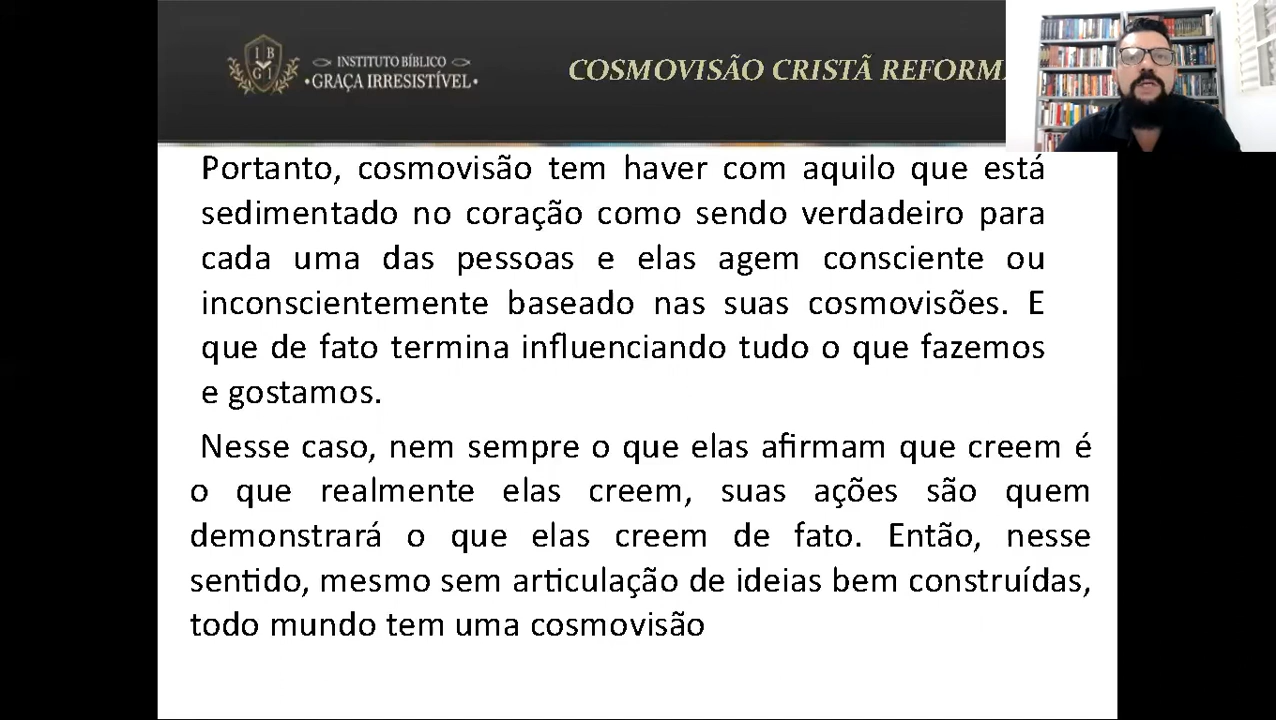 I B
G I
INSTITUTO BÍBLICO
•GRAÇA IRRESISTÍVEL•
COSMOVISÃO CRISTÃ REFORM
Portanto, cosmovisão tem haver com aquilo que está
sedimentado no coração como sendo verdadeiro para
cada uma das pessoas e elas agem consciente ou
inconscientemente baseado nas suas cosmovisões. E
que de fato termina influenciando tudo o que fazemos
e gostamos.
Nesse caso, nem sempre o que elas afirmam que creem é
o que realmente elas creem, suas ações são quem
demonstrará o que elas creem de fato. Então, nesse
sentido, mesmo sem articulação de ideias bem construídas,
todo mundo tem uma cosmovisão